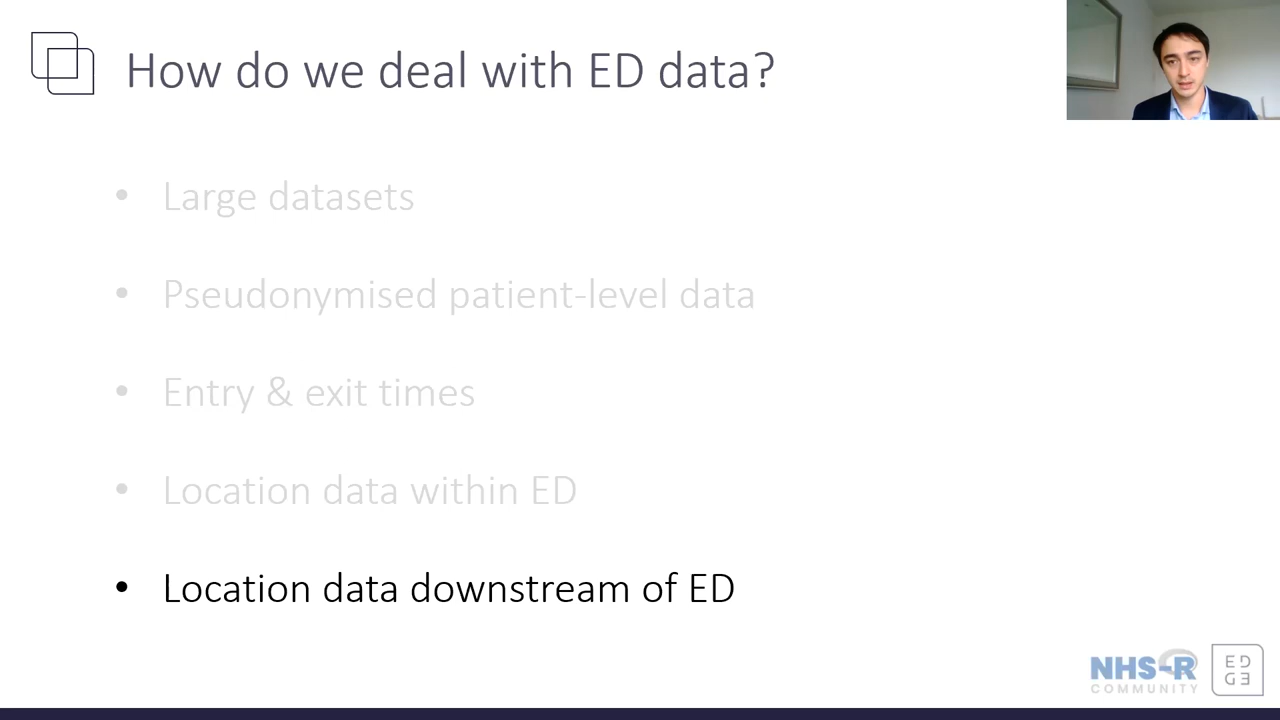 How do we deal with ED data?
• Large datasets
• Pseudonymised patient-level data
• Entry & exit times
• Location data within ED
• Location data downstream of ED
NHS-R
COMMUNITY
ED
GE